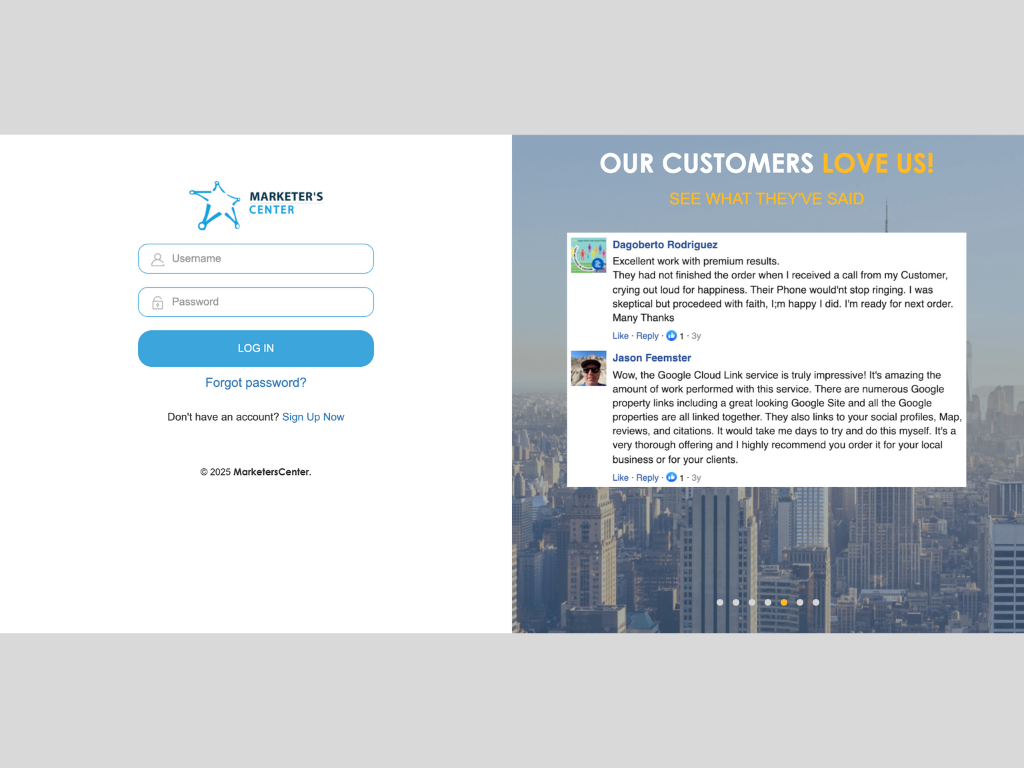 MARKETER'S
CENTER
Username
Password
LOG IN
Forgot password?
Don't have an account? Sign Up Now
© 2025 MarketersCenter.
OUR CUSTOMERS LOVE US!
SEE WHAT THEY'VE SAID
Dagoberto Rodriguez
Excellent work with premium results.
They had not finished the order when I received a call from my Customer,
crying out loud for happiness. Their Phone would'nt stop ringing. I was
skeptical but procedeed with faith, I;m happy I did. I'm ready for next order.
Many Thanks
Like · Reply · 1 · 3y
Jason Feemster
Wow, the Google Cloud Link service is truly impressive! It's amazing the
amount of work performed with this service. There are numerous Google
property links including a great looking Google Site and all the Google
properties are all linked together. They also links to your social profiles, Map,
reviews, and citations. It would take me days to try and do this myself. It's a
very thorough offering and I highly recommend you order it for your local
business or for your clients.
Like · Reply · 1 · 3y